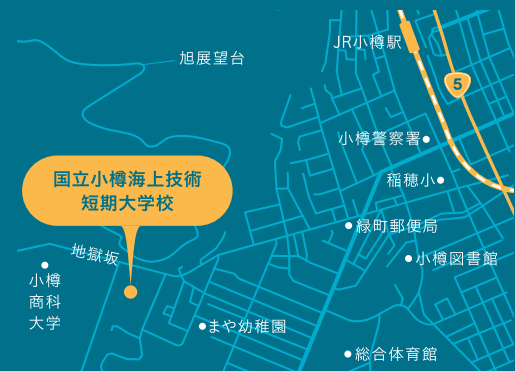 JR小樽駅
旭展望台
5
小樽警察署
国立小樽海上技術
短期大学校
稲穂小
緑町郵便局
地獄坂
小樽図書館
小樽
商科
大学
まや幼稚園
総合体育館